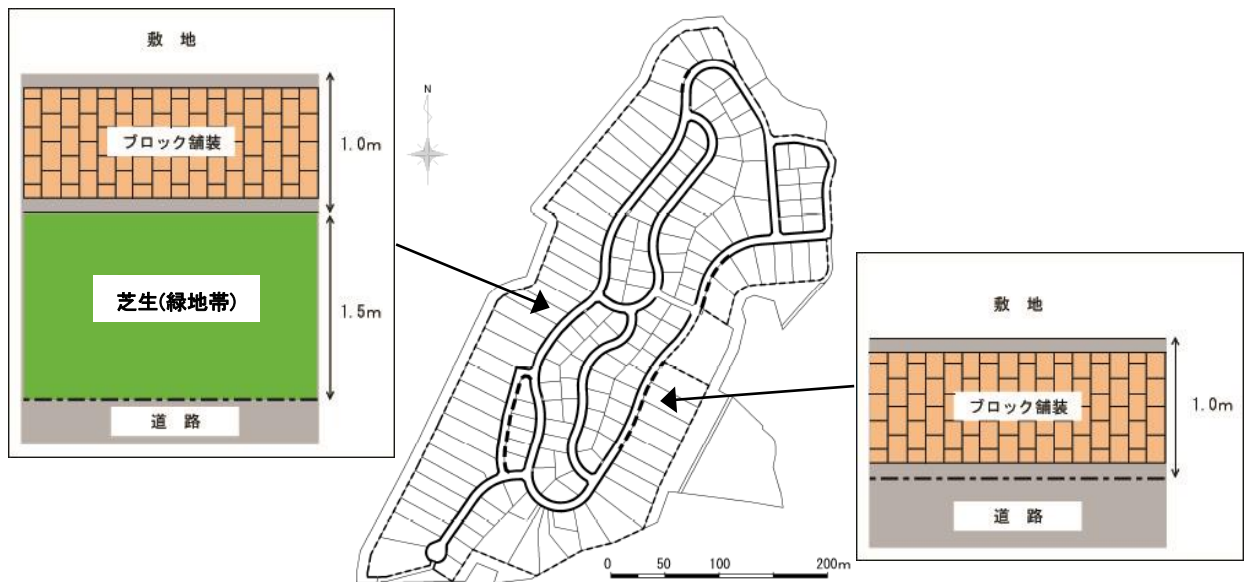 敷 地
ブロック舗装
1.0m
芝生(緑地帯)
1.5m
道 路
N
敷 地
ブロック舗装
1.0m
道 路
0 50 100 200m